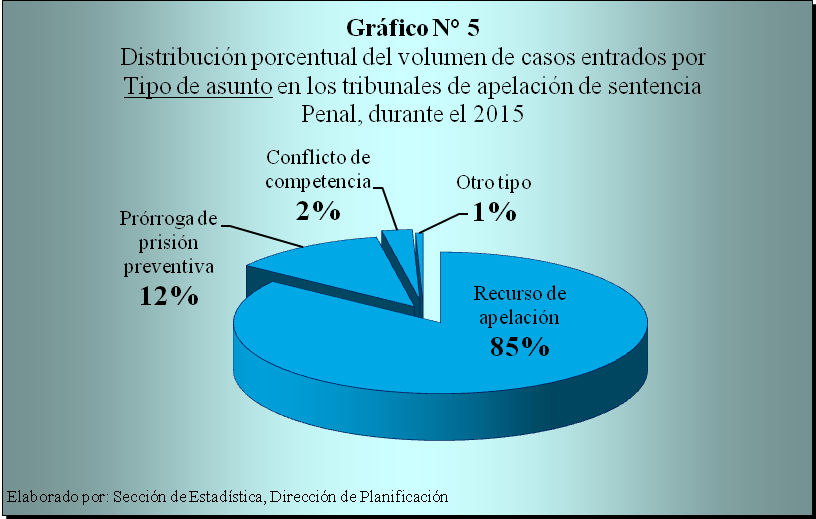 Gráfico N° 5
Distribución porcentual del volumen de casos entrados por
Tipo de asunto en los tribunales de apelación de sentencia
Penal, durante el 2015
Conflicto de
competencia
2%
Otro tipo
1%
Prórroga de
prisión
preventiva
12%
Recurso de
apelación
85%
Elaborado por: Sección de Estadística, Dirección de Planificación